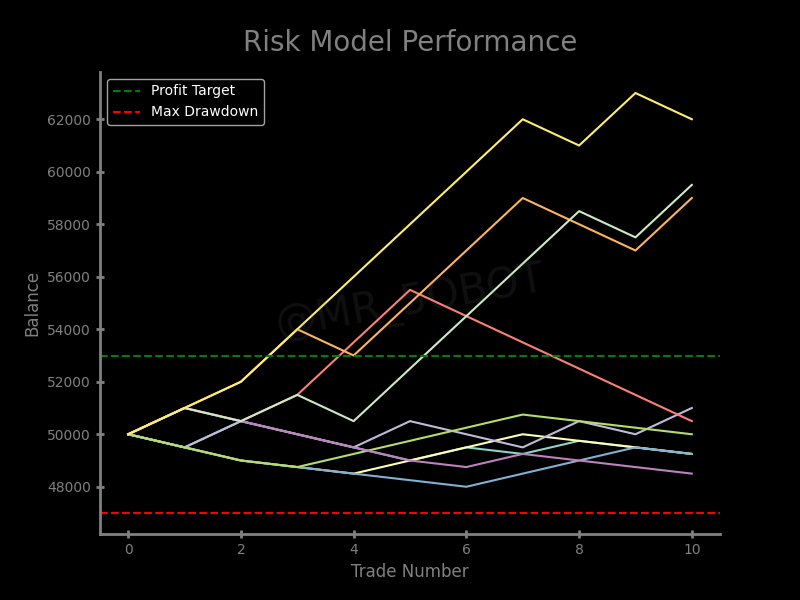 Risk Model Performance
Profit Target
Max Drawdown
62000
60000
58000
56000
54000
52000
50000
48000
Balance
@MR_5OBOT
0
2
4
6
8
10
Trade Number